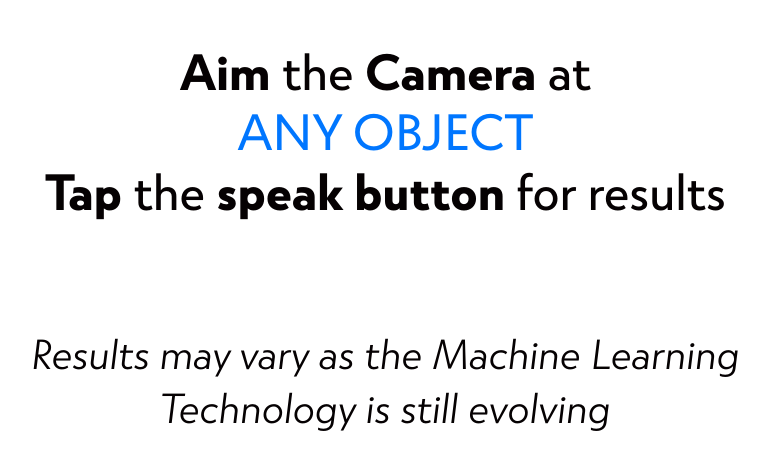 Aim the Camera at
ANY OBJECT
Tap the speak button for results
Results may vary as the Machine Learning
Technology is still evolving